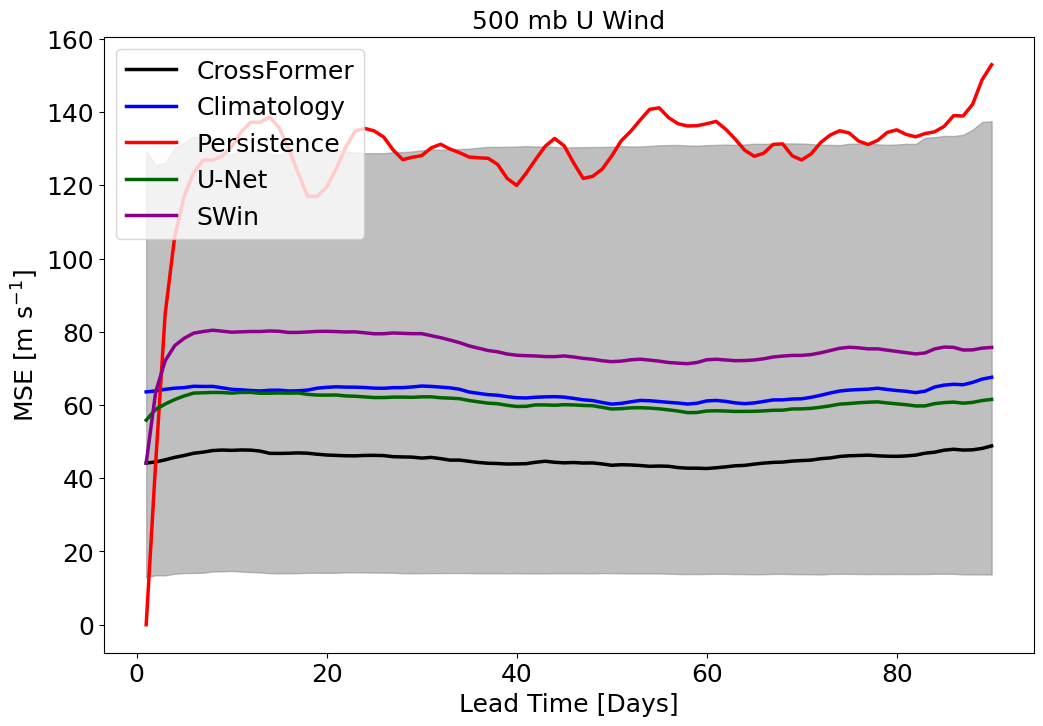 500 mb U Wind
MSE [m s⁻¹]
160
140
120
100
80
60
40
20
0
CrossFormer
Climatology
Persistence
U-Net
SWin
0 20 40 60 80
Lead Time [Days]